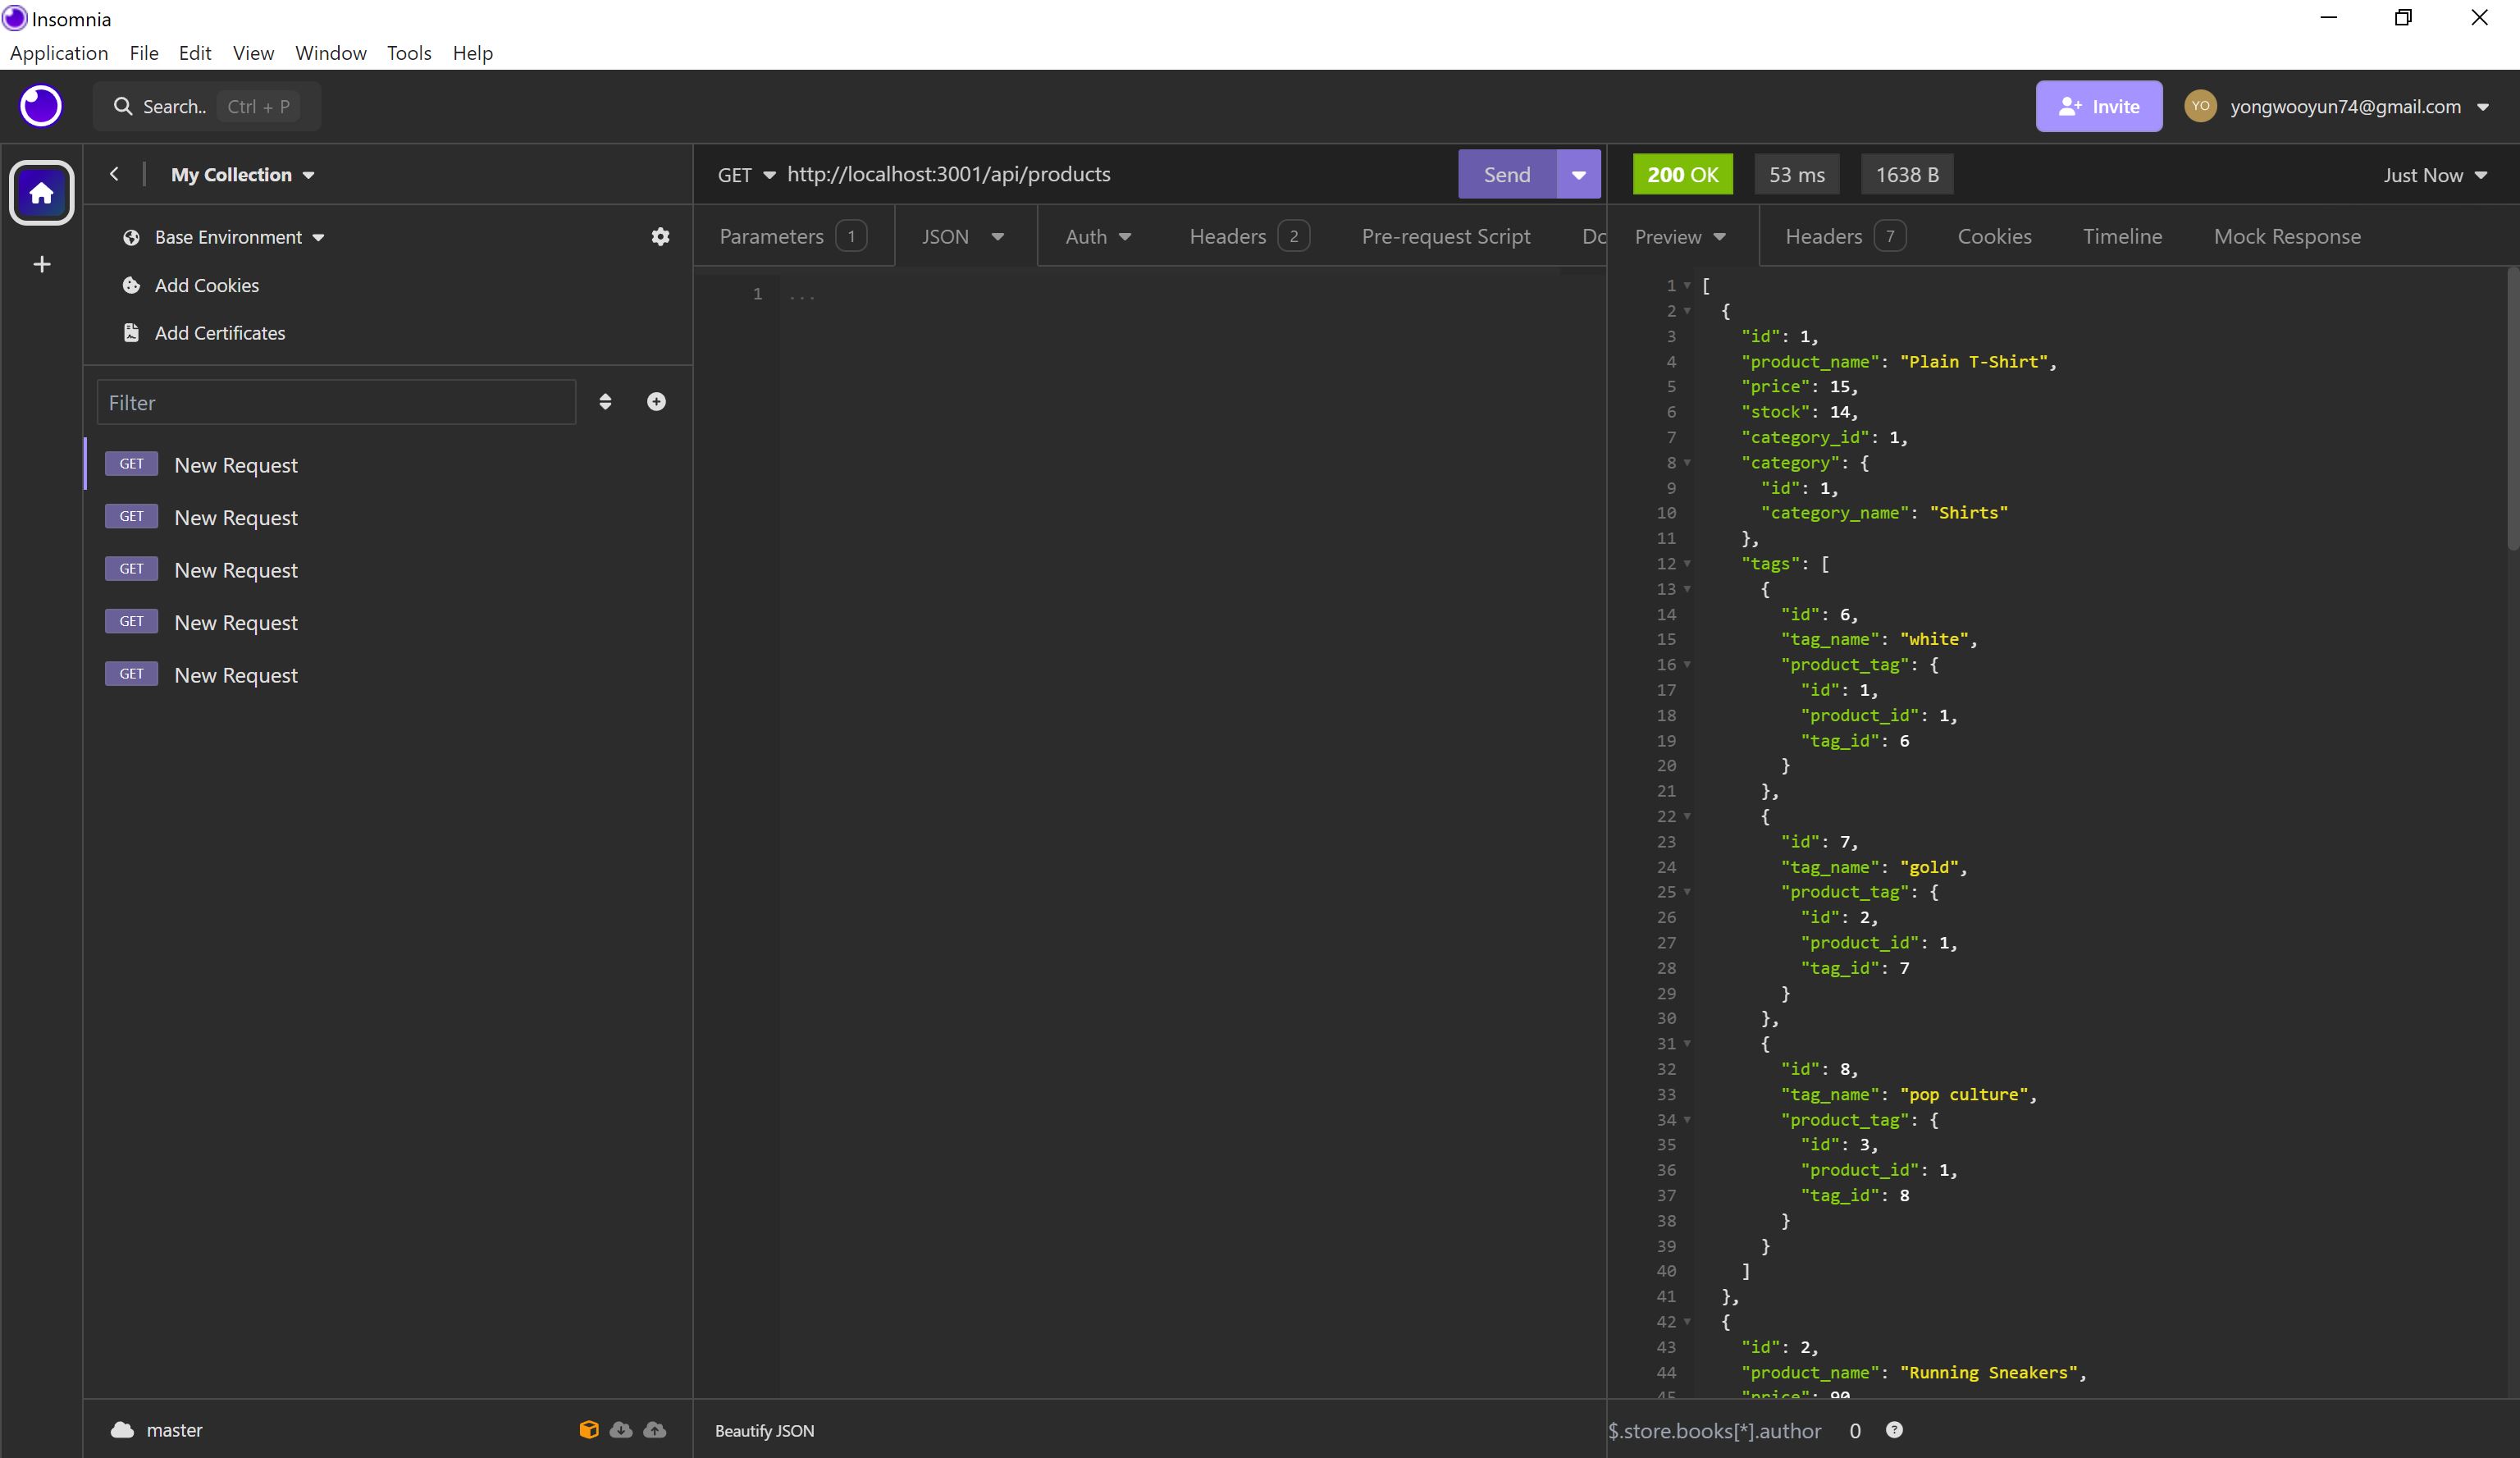 Insomnia
Application File Edit View Window Tools Help
Search.. Ctrl + P
Invite
YO yongwooyun74@gmail.com
My Collection
Base Environment
Add Cookies
Add Certificates
Filter
GET New Request
GET New Request
GET New Request
GET New Request
GET New Request
master
GET http://localhost:3001/api/products
Send
Parameters 1 JSON Auth Headers 2 Pre-request Script Do
1 ...
Beautify JSON
200 OK 53 ms 1638 B Just Now
Preview Headers 7 Cookies Timeline Mock Response
1 [
2 {
3 "id": 1,
4 "product_name": "Plain T-Shirt",
5 "price": 15,
6 "stock": 14,
7 "category_id": 1,
8 "category": {
9 "id": 1,
10 "category_name": "Shirts"
11 },
12 "tags": [
13 {
14 "id": 6,
15 "tag_name": "white",
16 "product_tag": {
17 "id": 1,
18 "product_id": 1,
19 "tag_id": 6
20 }
21 },
22 {
23 "id": 7,
24 "tag_name": "gold",
25 "product_tag": {
26 "id": 2,
27 "product_id": 1,
28 "tag_id": 7
29 }
30 },
31 {
32 "id": 8,
33 "tag_name": "pop culture",
34 "product_tag": {
35 "id": 3,
36 "product_id": 1,
37 "tag_id": 8
38 }
39 }
40 ]
41 },
42 {
43 "id": 2,
44 "product_name": "Running Sneakers",
45 "price": 90
$.store.books[*].author 0 ?